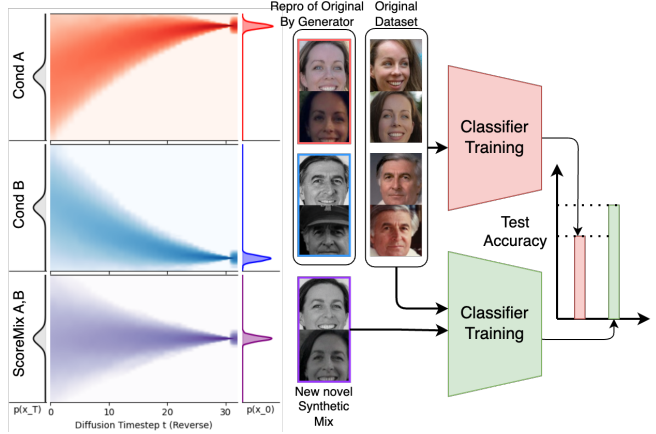 Repro of Original
By Generator
Original
Dataset
Cond A
Cond B
ScoreMix A,B
p(x_T)
0
10
20
30
p(x_0)
Diffusion Timestep t (Reverse)
New novel
Synthetic
Mix
Classifier
Training
Classifier
Training
Test
Accuracy